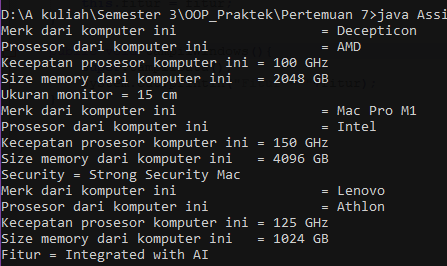 D:\A kuliah\Semester 3\OOP_Praktek\Pertemuan 7>java Assi
Merk dari komputer ini = Decepticon
Prosesor dari komputer ini = AMD
Kecepatan prosesor komputer ini = 100 GHz
Size memory dari komputer ini = 2048 GB
Ukuran monitor = 15 cm
Merk dari komputer ini = Mac Pro M1
Prosesor dari komputer ini = Intel
Kecepatan prosesor komputer ini = 150 GHz
Size memory dari komputer ini = 4096 GB
Security = Strong Security Mac
Merk dari komputer ini = Lenovo
Prosesor dari komputer ini = Athlon
Kecepatan prosesor komputer ini = 125 GHz
Size memory dari komputer ini = 1024 GB
Fitur = Integrated with AI